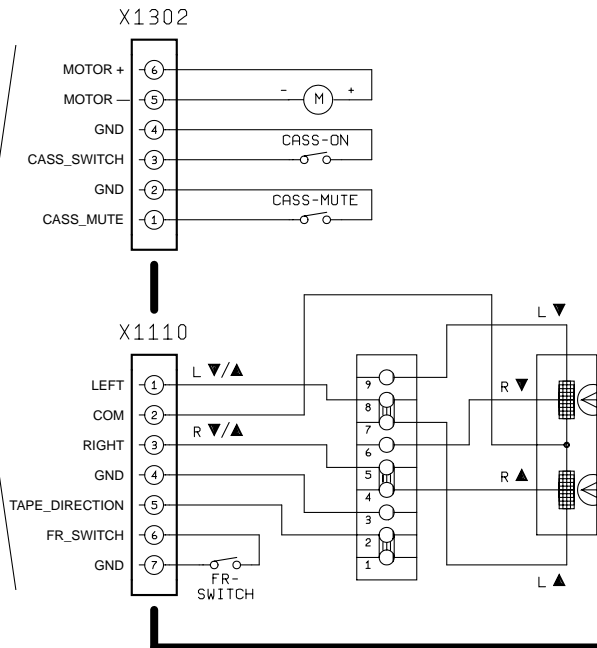 X1302
MOTOR + 6
MOTOR — 5 - M +
GND 4
CASS-ON
CASS_SWITCH 3
GND 2
CASS-MUTE
CASS_MUTE 1
X1110
L ▼
L ▼/▲
LEFT 1
COM 2
R ▼/▲
RIGHT 3
GND 4
TAPE_DIRECTION 5
FR_SWITCH 6
GND 7
FR-
SWITCH
9
8
7
6
5
4
3
2
1
R ▼
R ▲
L ▲